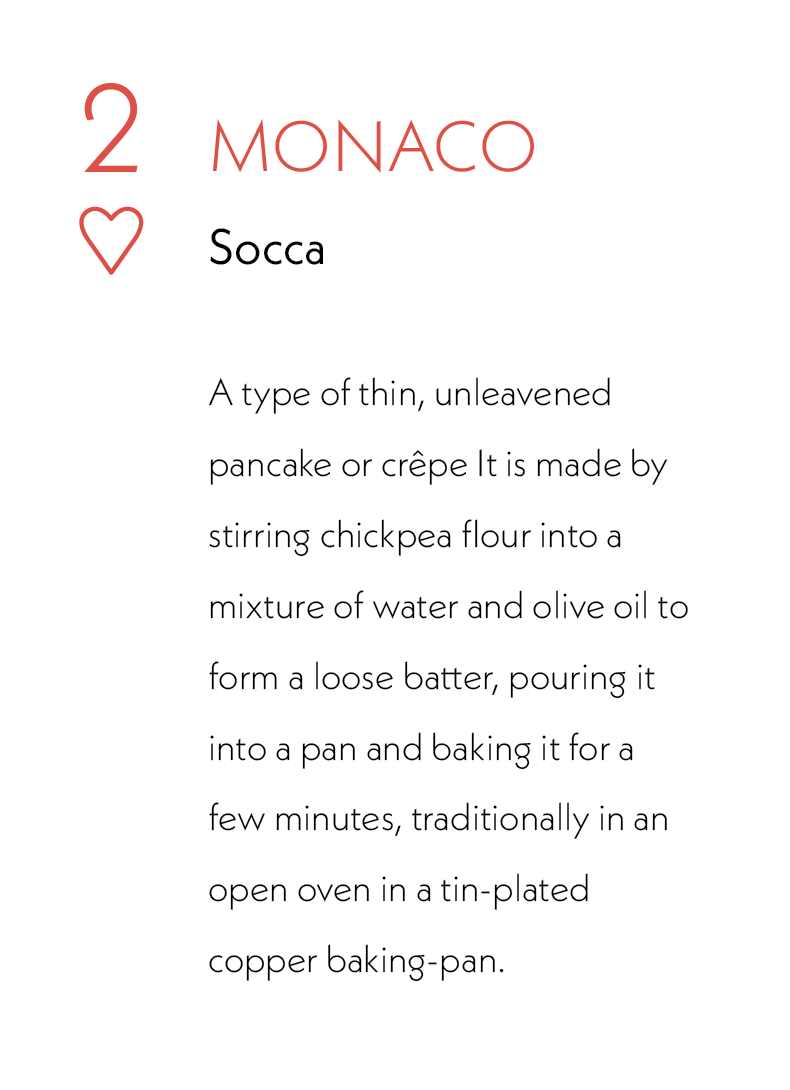 2 MONACO
Socca
A type of thin, unleavened
pancake or crêpe It is made by
stirring chickpea flour into a
mixture of water and olive oil to
form a loose batter, pouring it
into a pan and baking it for a
few minutes, traditionally in an
open oven in a tin-plated
copper baking-pan.